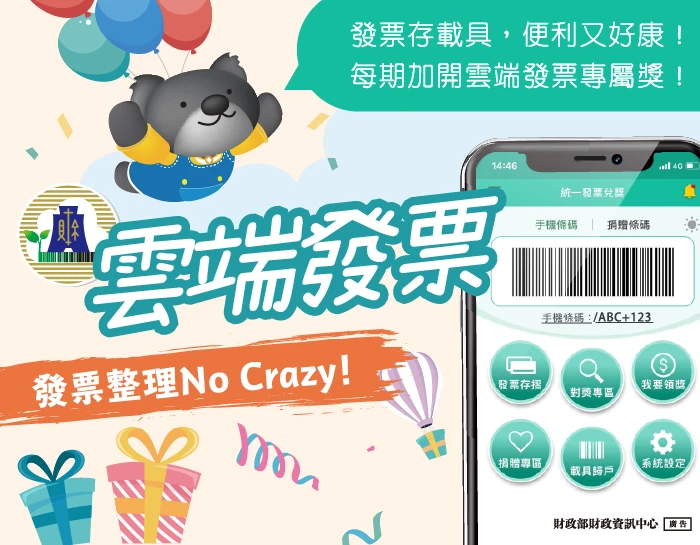 發票存載具，便利又好康！
每期加開雲端發票專屬獎！
財
雲端發票
發票整理No Crazy!
14:46
4G
統一發票兌獎
手機條碼 | 捐贈條碼
手機條碼：/ABC+123
發票存摺
對獎專區
我要領獎
捐贈專區
載具歸戶
系統設定
財政部財政資訊中心 廣告